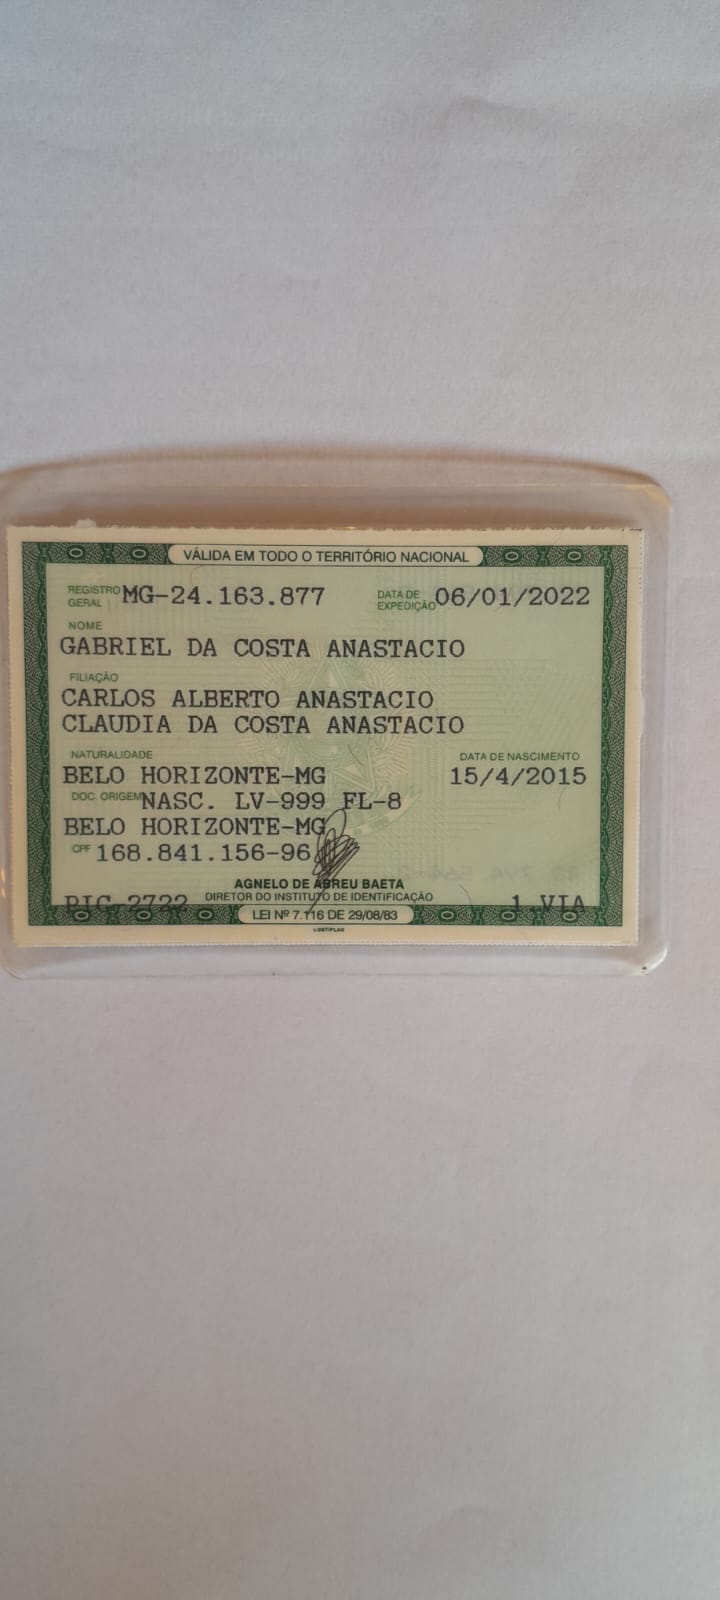 VÁLIDA EM TODO O TERRITÓRIO NACIONAL
REGISTRO GERAL MG-24.163.877 DATA DE EXPEDIÇÃO 06/01/2022
NOME
GABRIEL DA COSTA ANASTACIO
FILIAÇÃO
CARLOS ALBERTO ANASTACIO
CLAUDIA DA COSTA ANASTACIO
NATURALIDADE DATA DE NASCIMENTO
BELO HORIZONTE-MG 15/4/2015
DOC. ORIGEM NASC. LV-999 FL-8
BELO HORIZONTE-MG
CPF 168.841.156-96
AGNELO DE ABREU BAETA
PIC-2722 DIRETOR DO INSTITUTO DE IDENTIFICAÇÃO 1 VIA
LEI Nº 7.116 DE 29/08/83